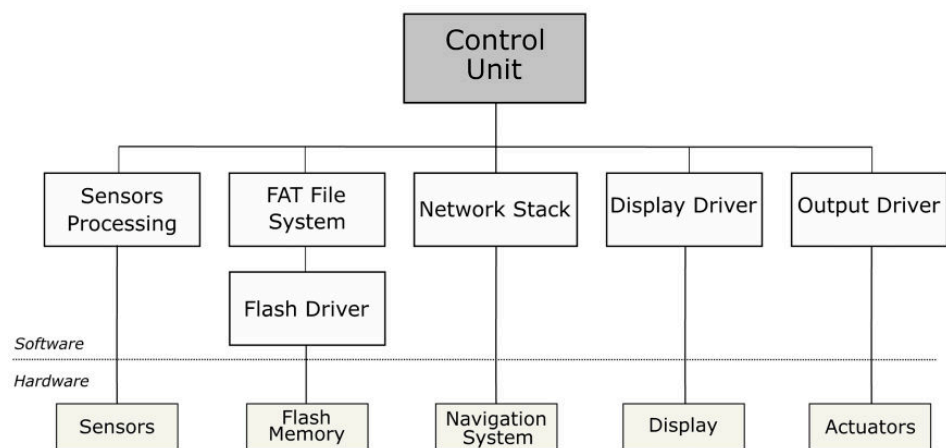 Control
Unit
Sensors
Processing
FAT File
System
Network Stack
Display Driver
Output Driver
Flash Driver
Software
Hardware
Sensors
Flash
Memory
Navigation
System
Display
Actuators